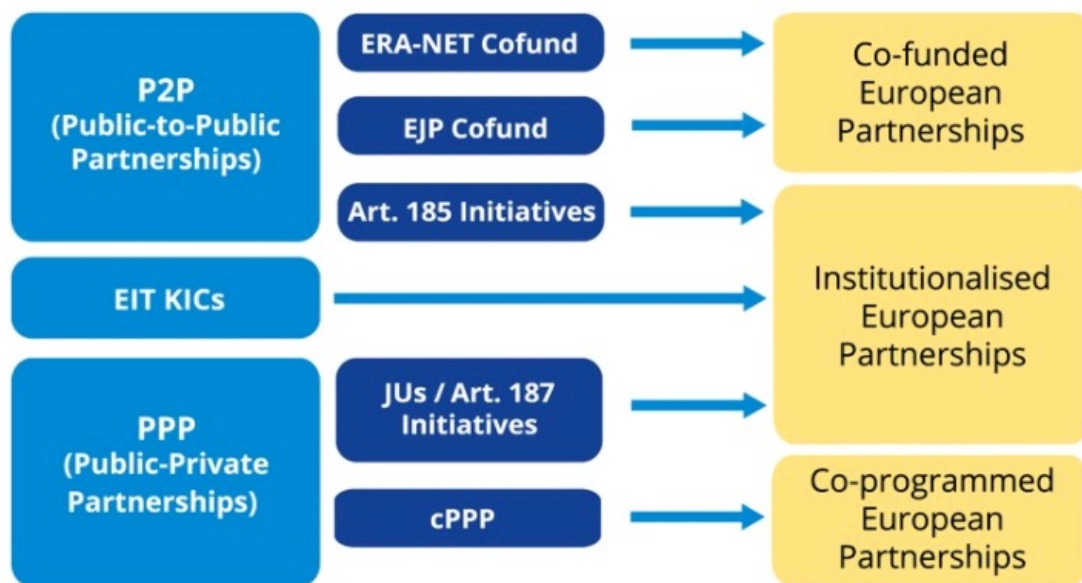 P2P
(Public-to-Public
Partnerships)
ERA-NET Cofund
EJP Cofund
Art. 185 Initiatives
Co-funded
European
Partnerships
EIT KICs
Institutionalised
European
Partnerships
PPP
(Public-Private
Partnerships)
JUs / Art. 187
Initiatives
cPPP
Co-programmed
European
Partnerships